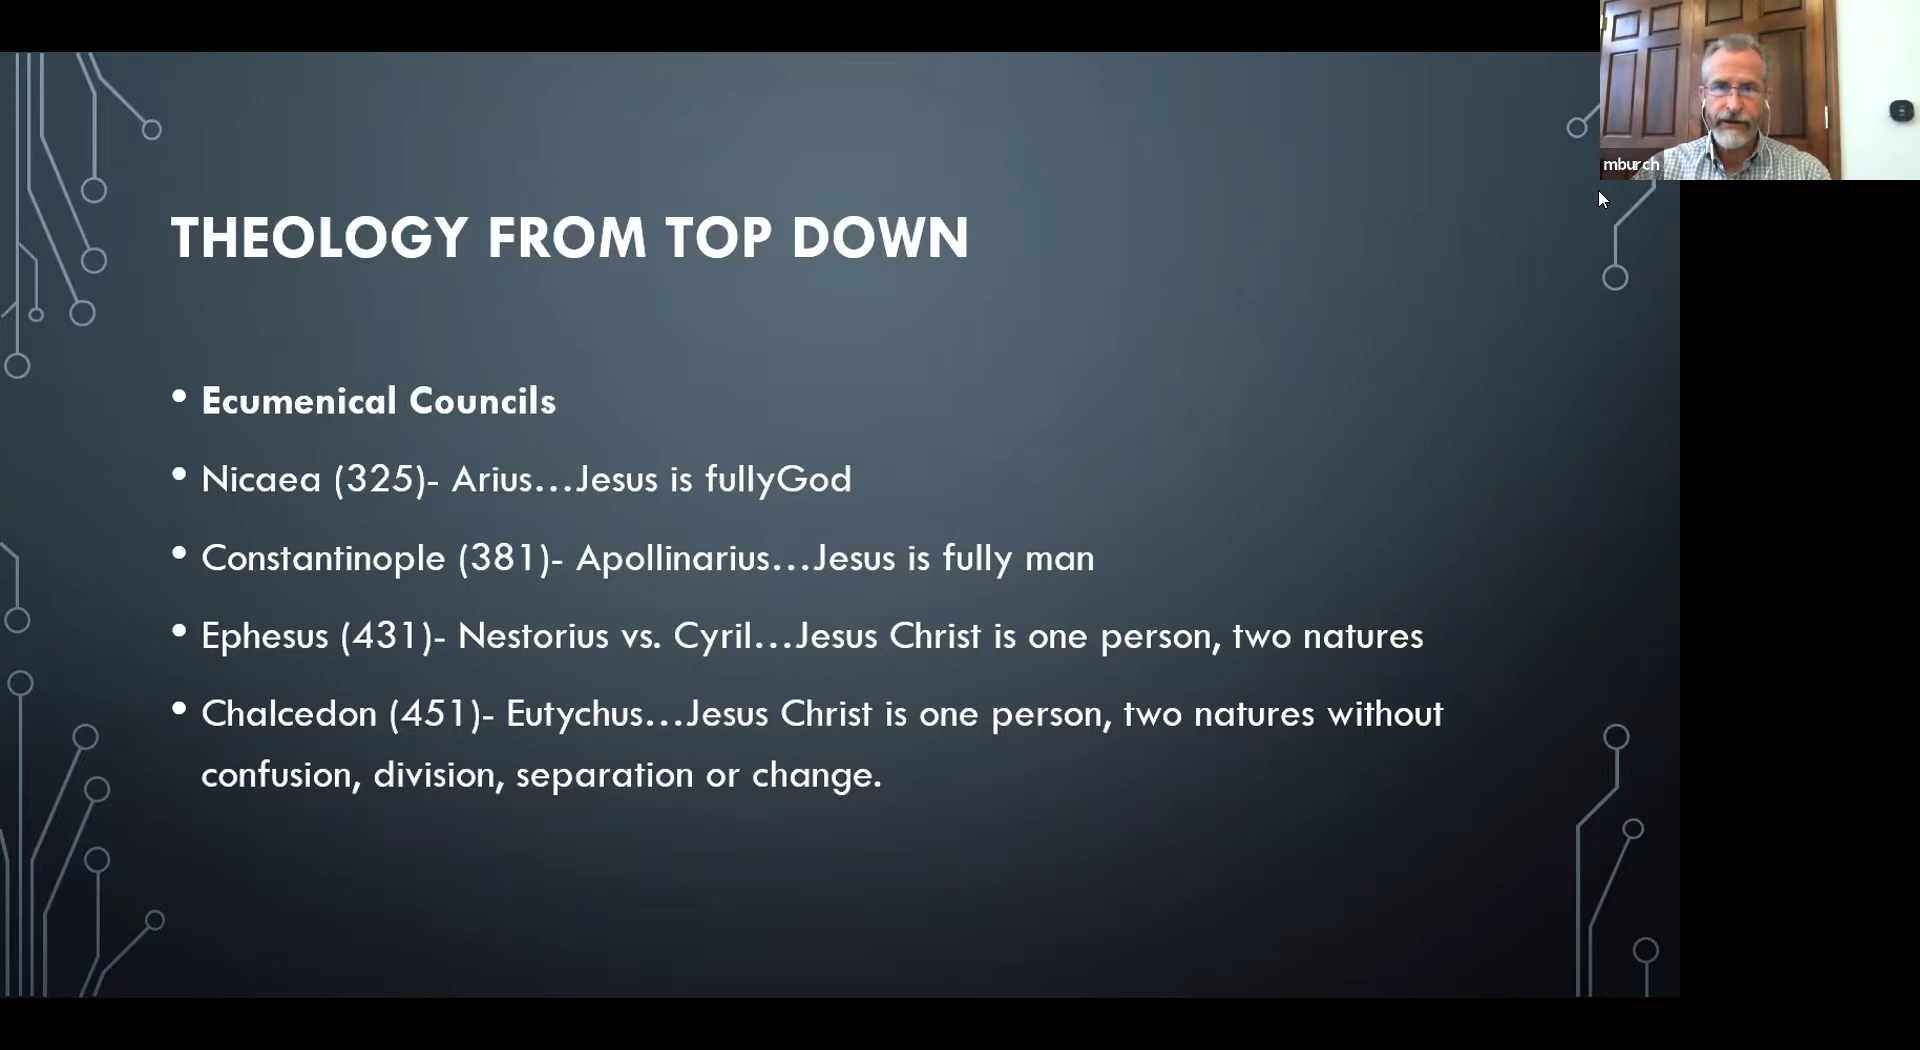 mburch
THEOLOGY FROM TOP DOWN
• Ecumenical Councils
• Nicaea (325)- Arius...Jesus is fullyGod
• Constantinople (381)- Apollinarius...Jesus is fully man
• Ephesus (431)- Nestorius vs. Cyril...Jesus Christ is one person, two natures
• Chalcedon (451)- Eutychus...Jesus Christ is one person, two natures without
confusion, division, separation or change.